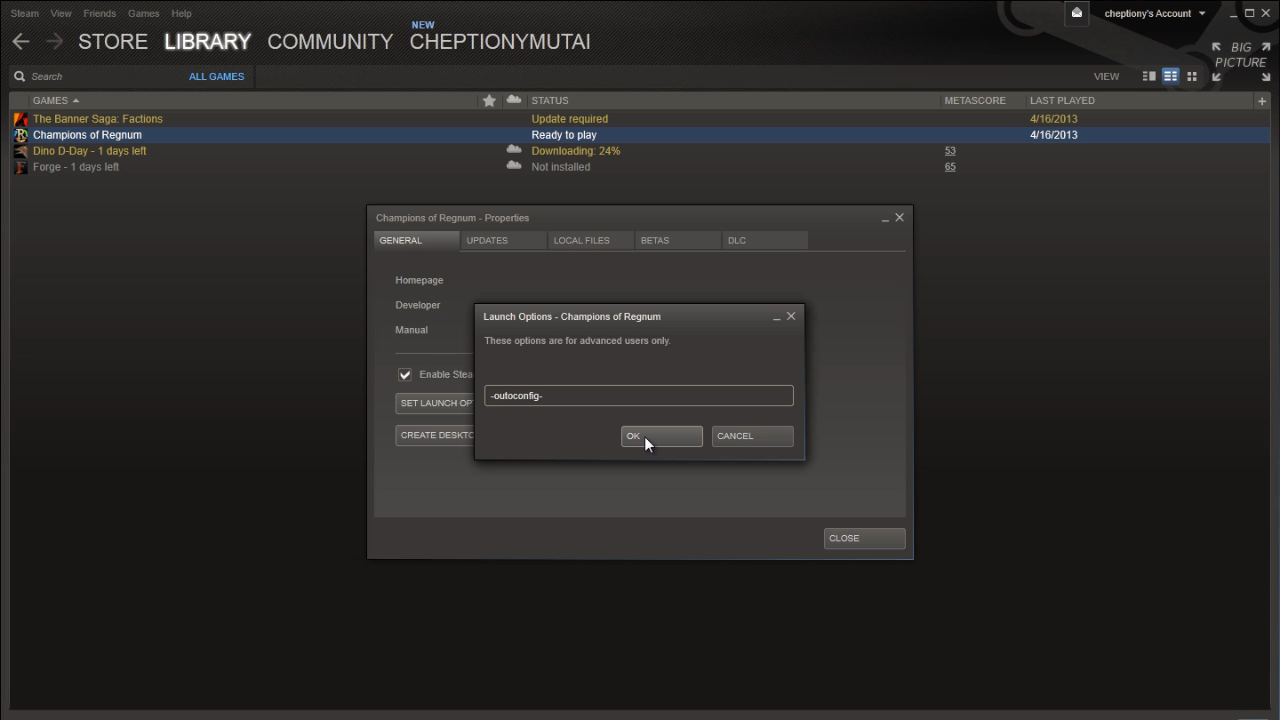 Steam View Friends Games Help
cheptiony's Account
NEW
STORE LIBRARY COMMUNITY CHEPTIONYMUTAI
BIG PICTURE
Search ALL GAMES VIEW
GAMES STATUS METASCORE LAST PLAYED +
The Banner Saga: Factions Update required 4/16/2013
Champions of Regnum Ready to play 4/16/2013
Dino D-Day - 1 days left Downloading: 24% 53
Forge - 1 days left Not installed 65
Champions of Regnum - Properties
GENERAL UPDATES LOCAL FILES BETAS DLC
Homepage
Developer
Manual
Enable Stea
SET LAUNCH OPT
CREATE DESKTO
Launch Options - Champions of Regnum
These options are for advanced users only.
-outoconfig-
OK CANCEL
CLOSE